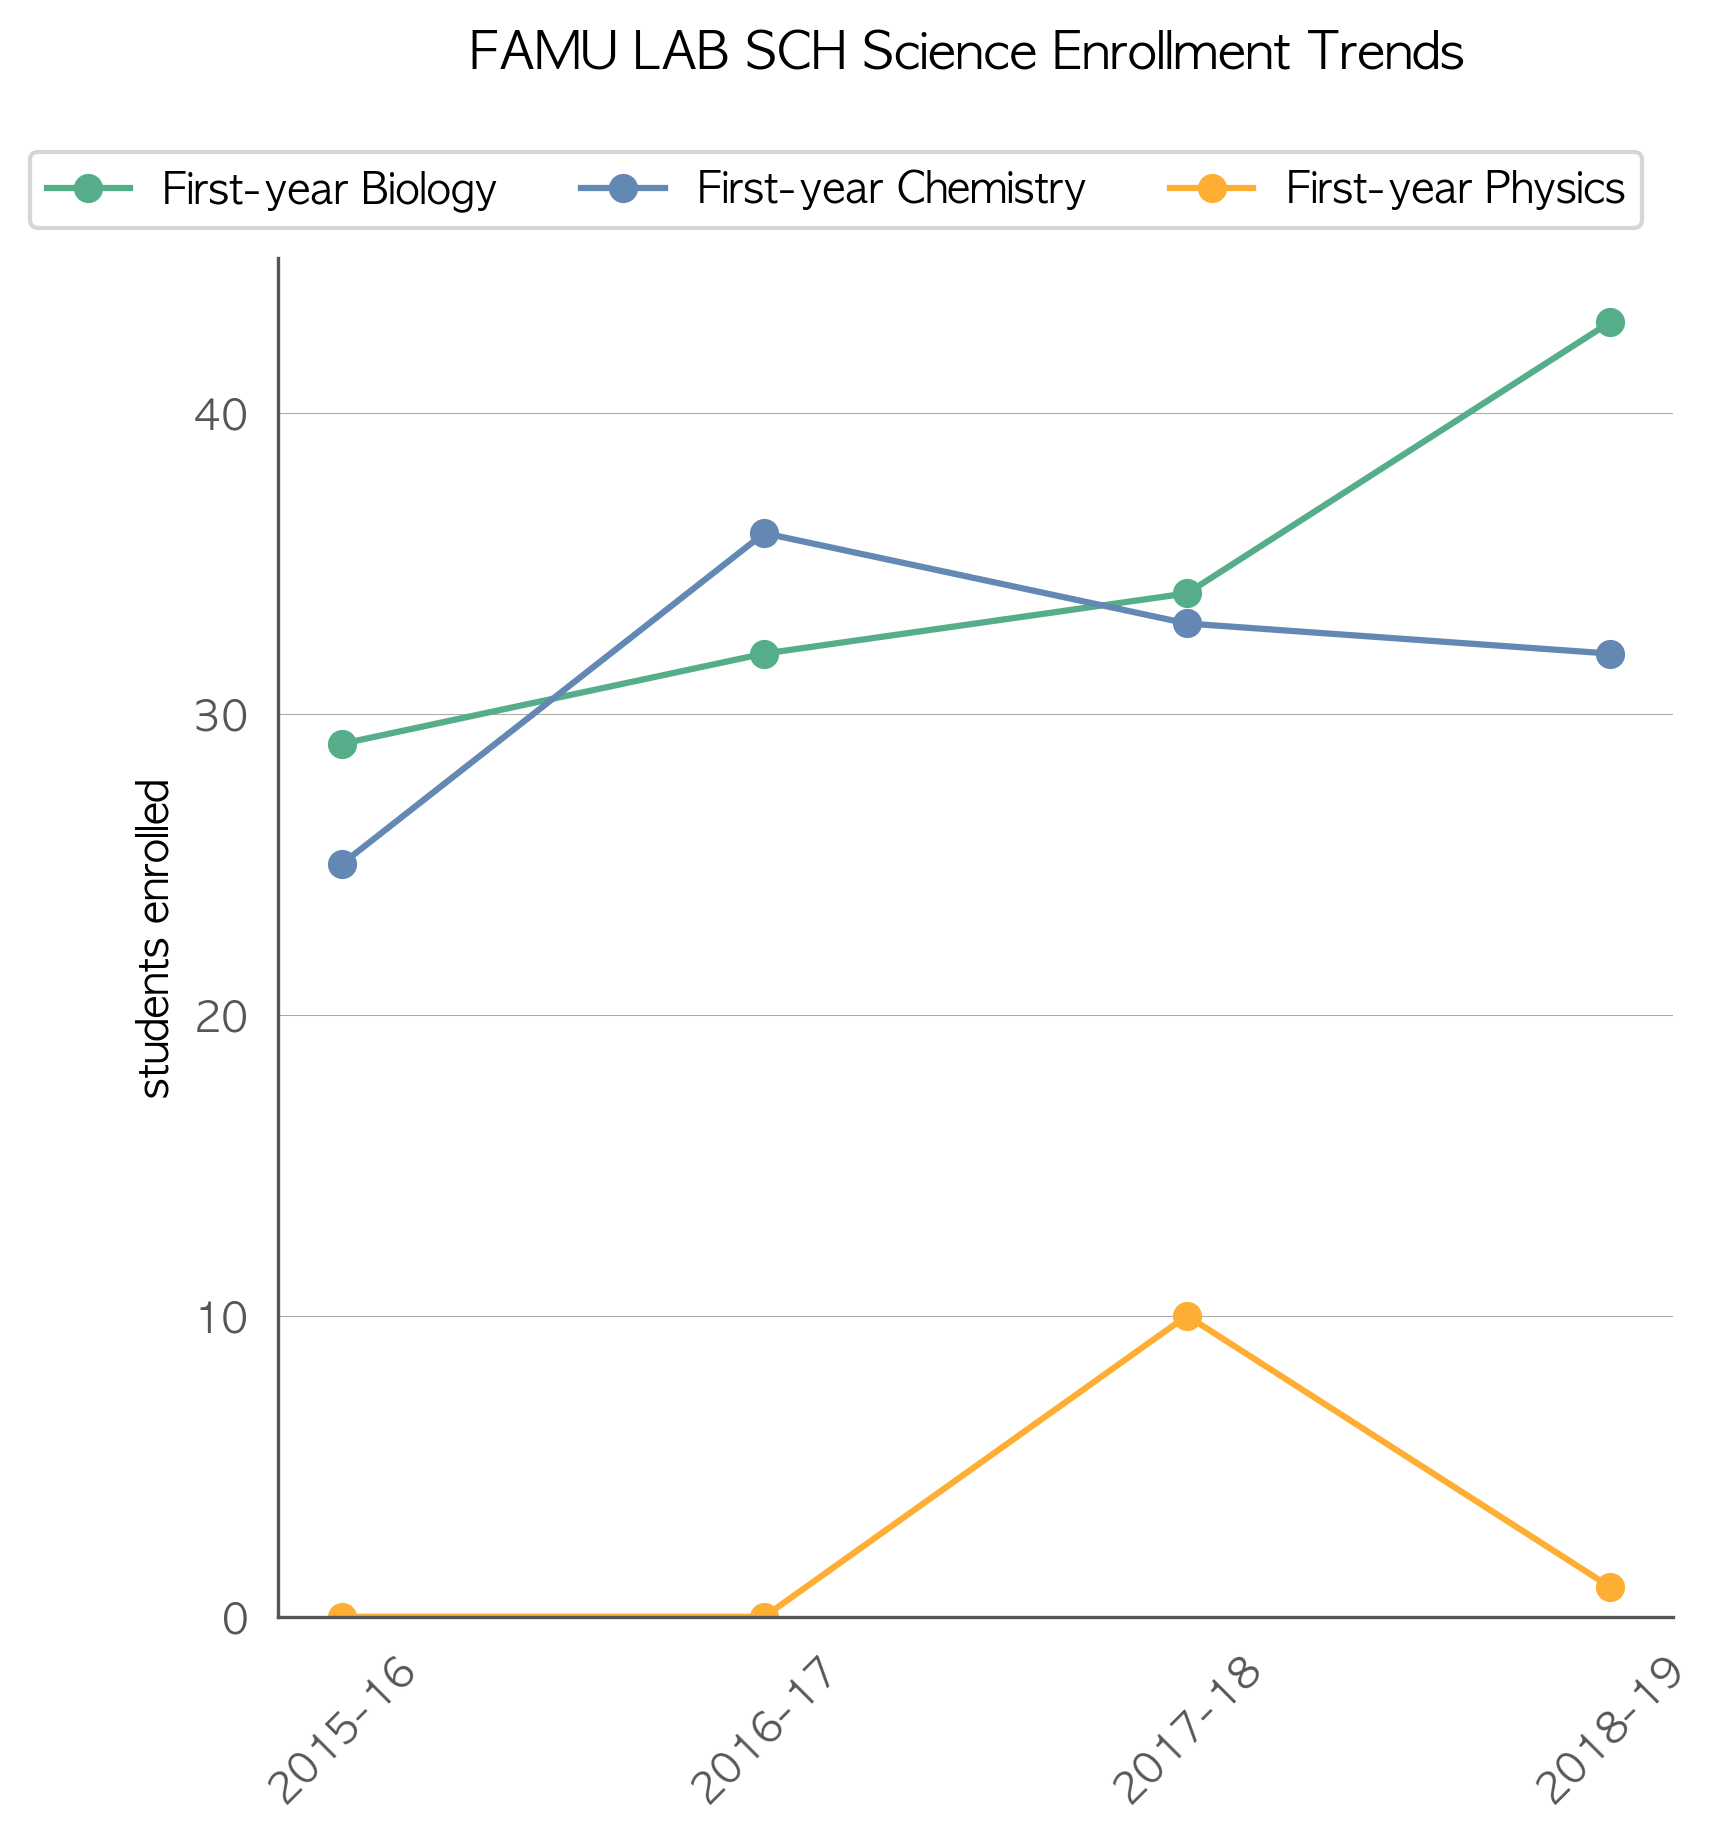 FAMU LAB SCH Science Enrollment Trends
First-year Biology
First-year Chemistry
First-year Physics
40
30
20
10
0
students enrolled
2015-16
2016-17
2017-18
2018-19